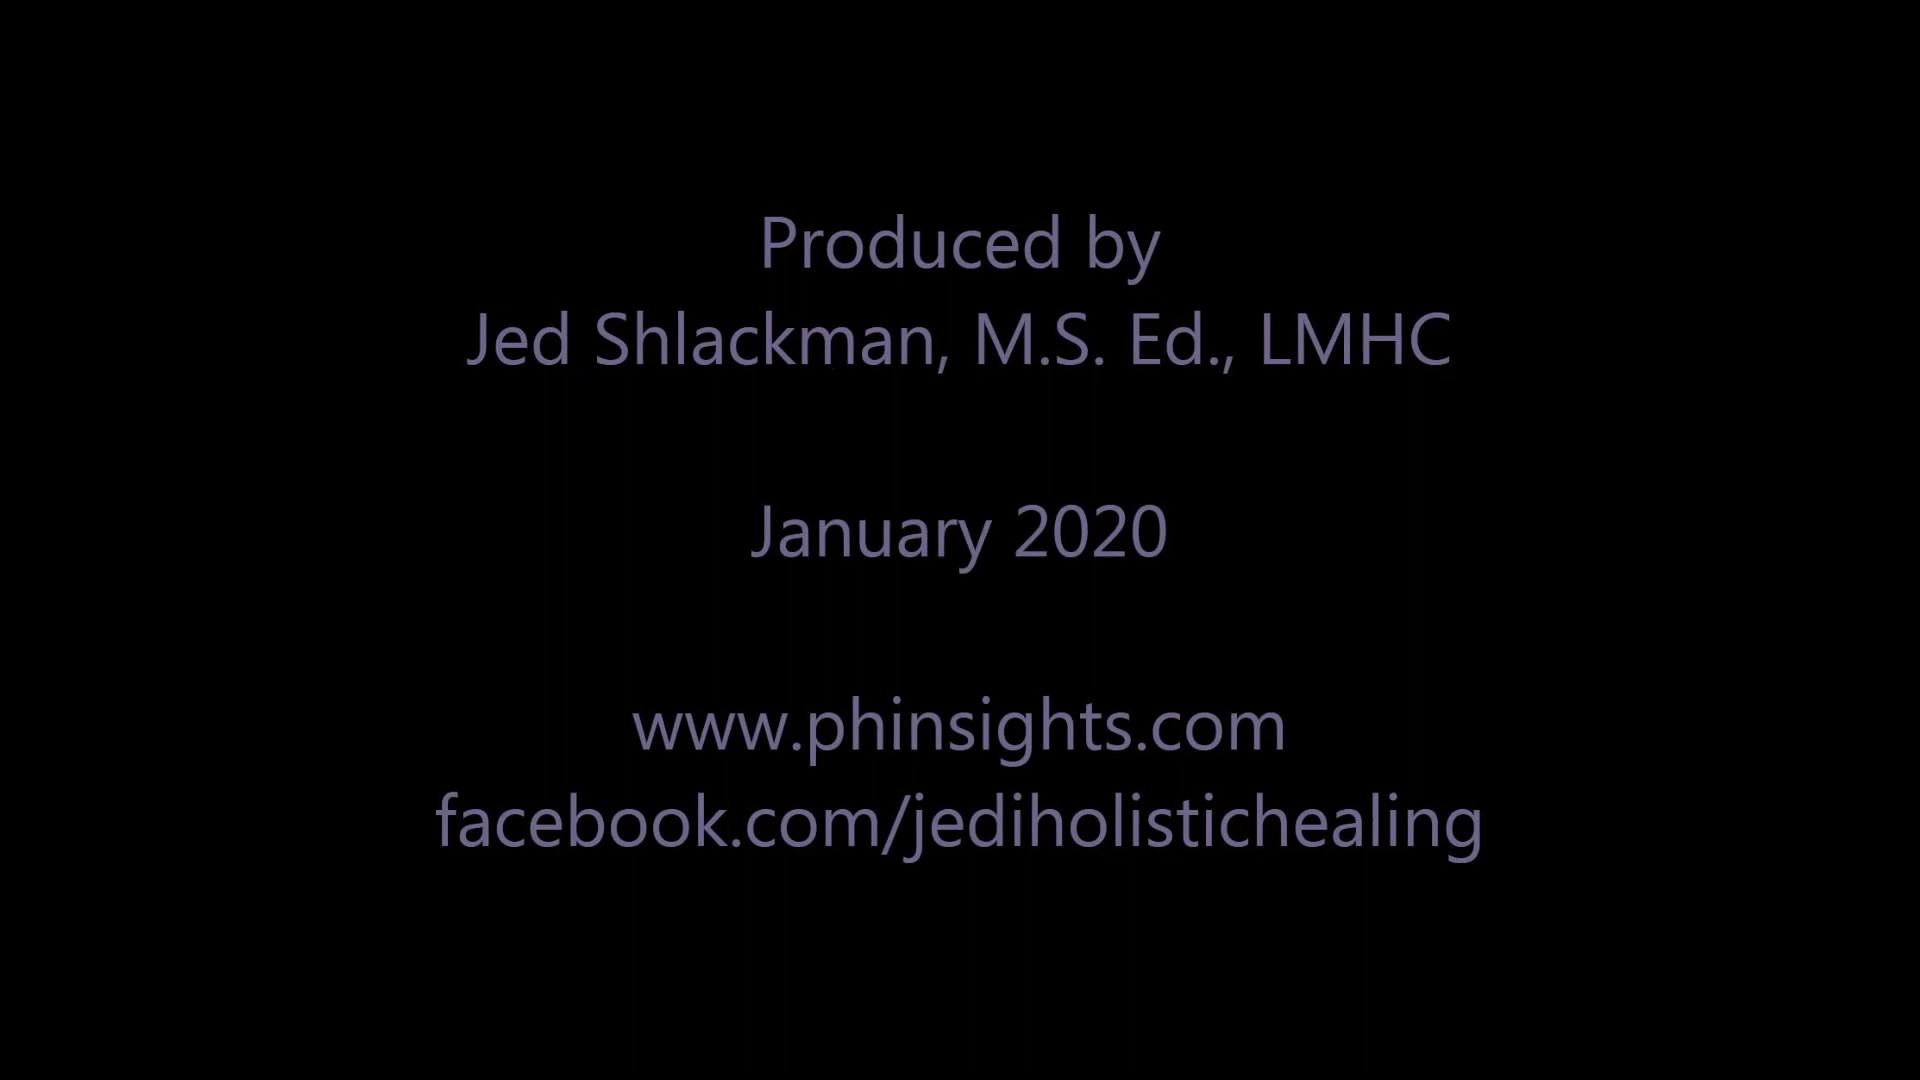 Produced by
Jed Shlackman, M.S. Ed., LMHC
January 2020
www.phinsights.com
facebook.com/jediholistichealing